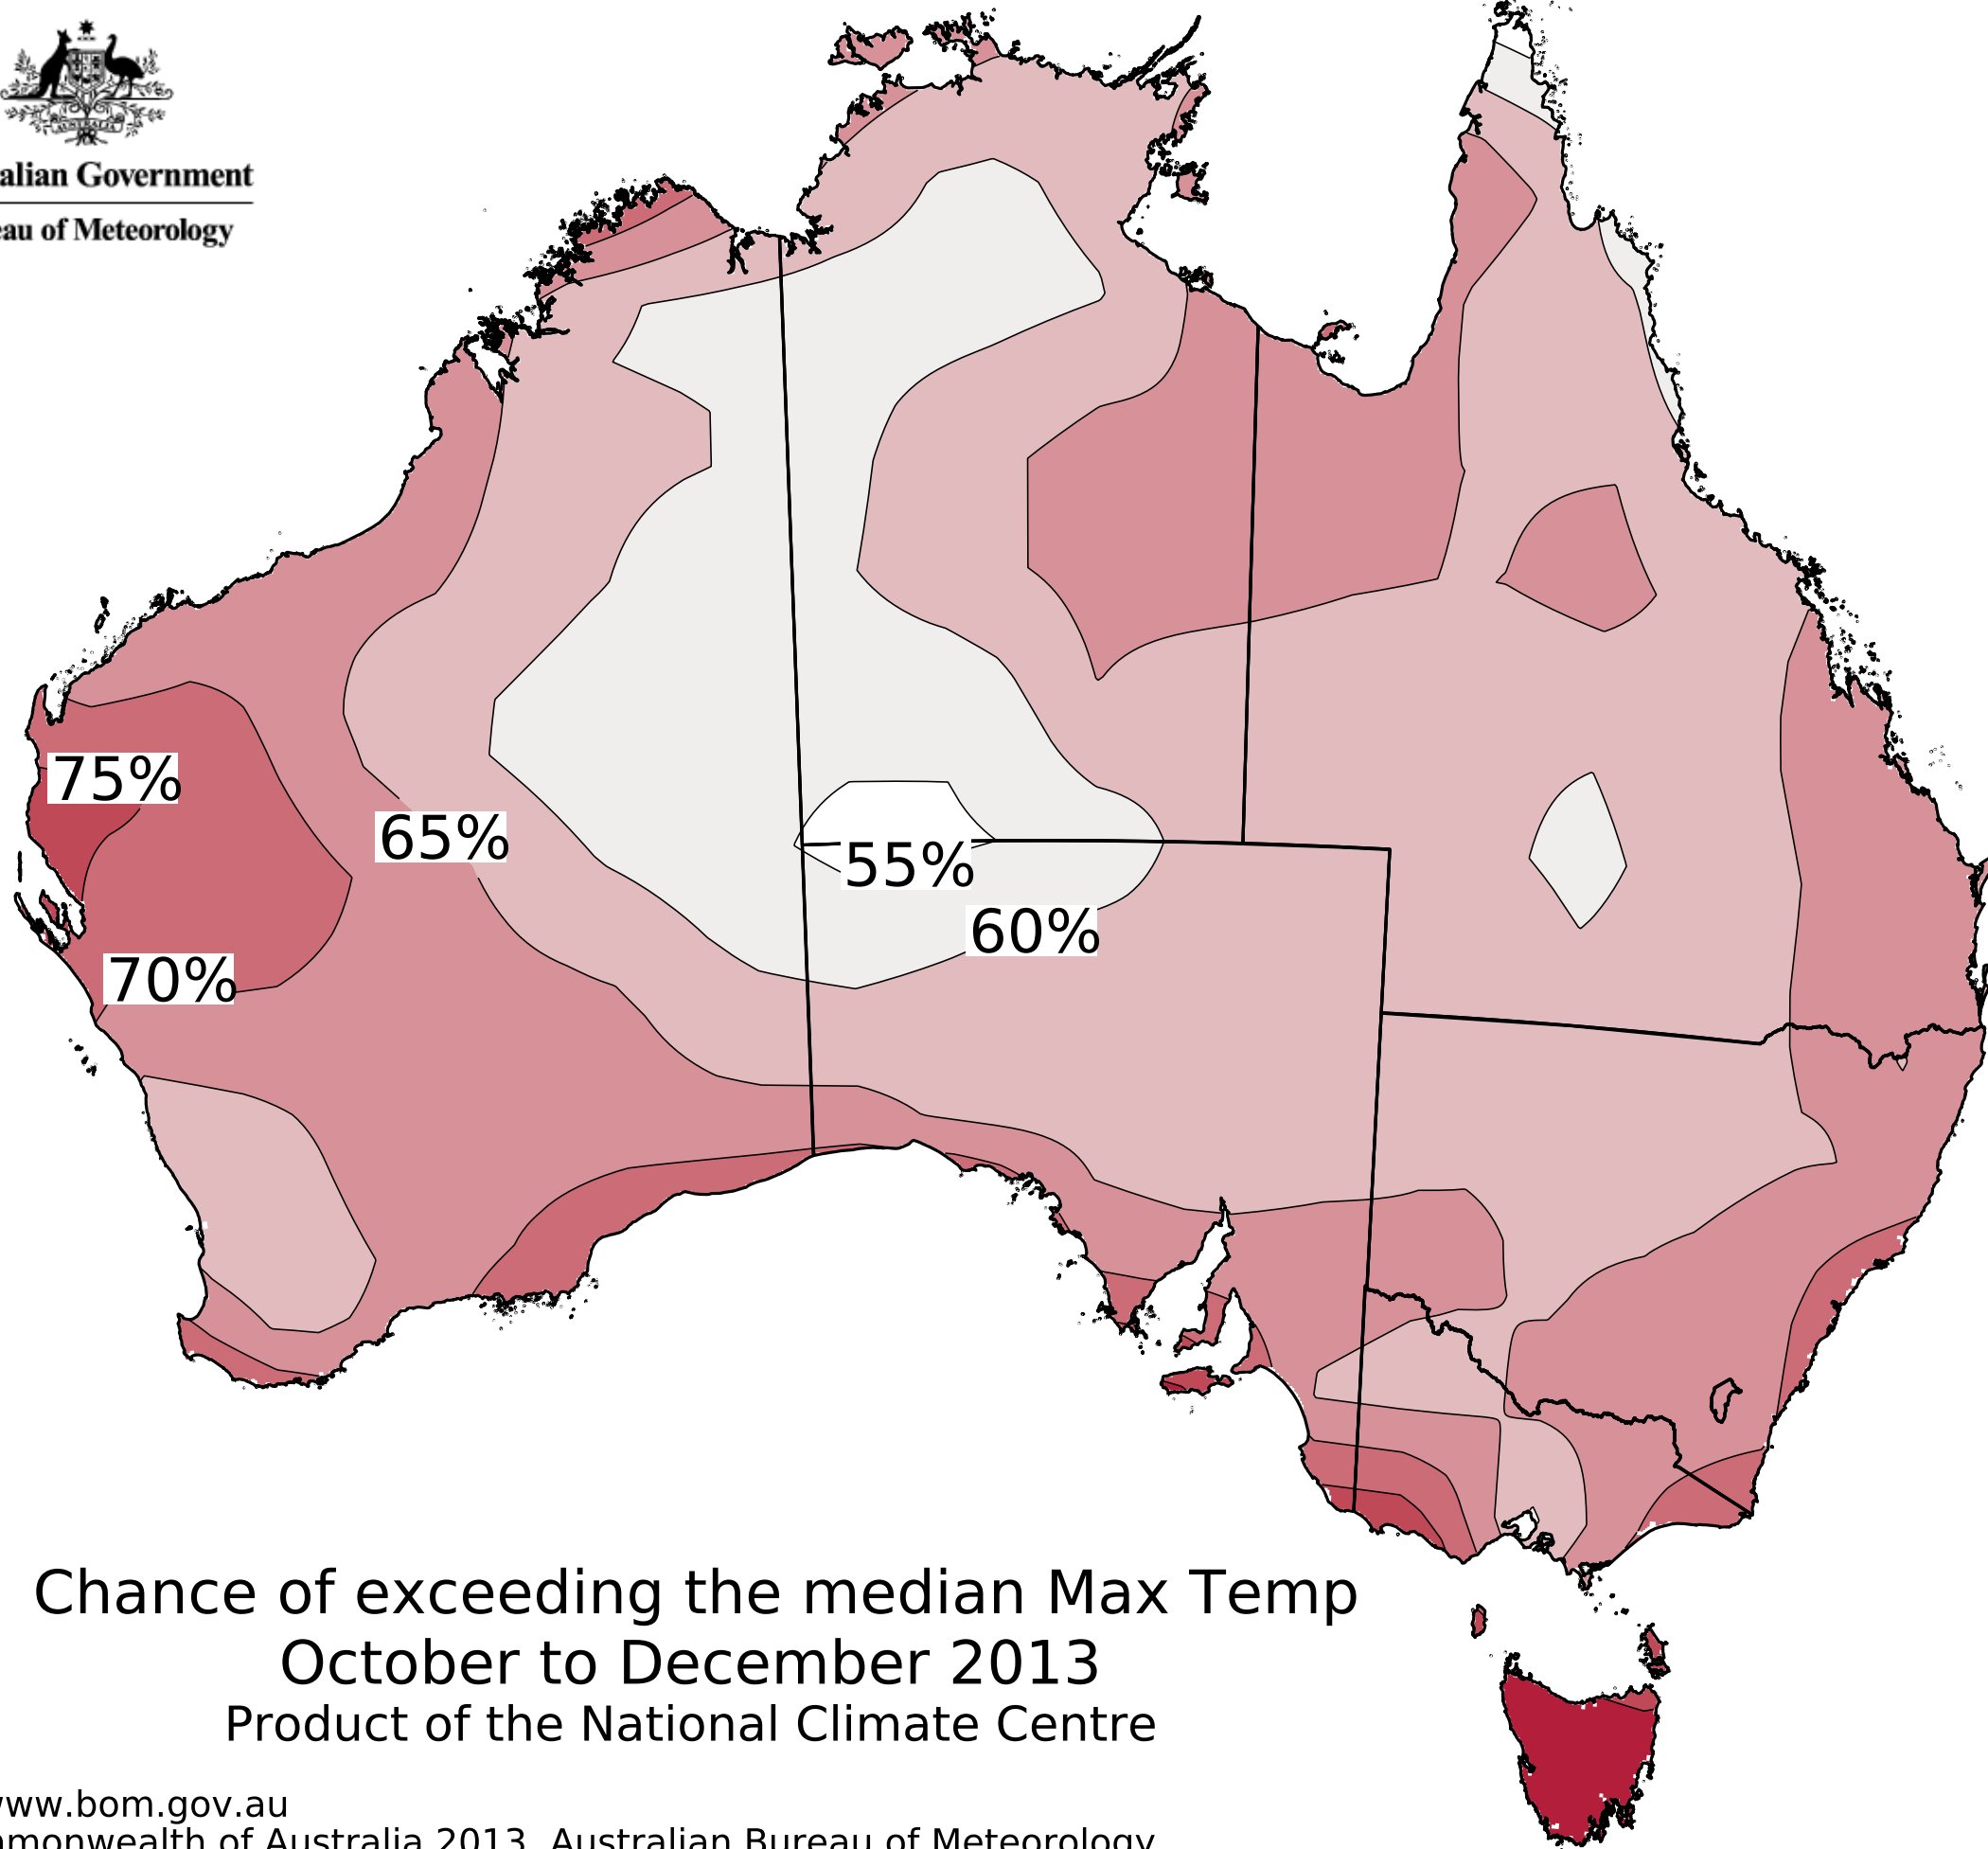 AUSTRALIA
alian Government
au of Meteorology
75%
65%
55%
60%
70%
Chance of exceeding the median Max Temp
October to December 2013
Product of the National Climate Centre
www.bom.gov.au
monwealth of Australia 2013, Australian Bureau of Meteorology